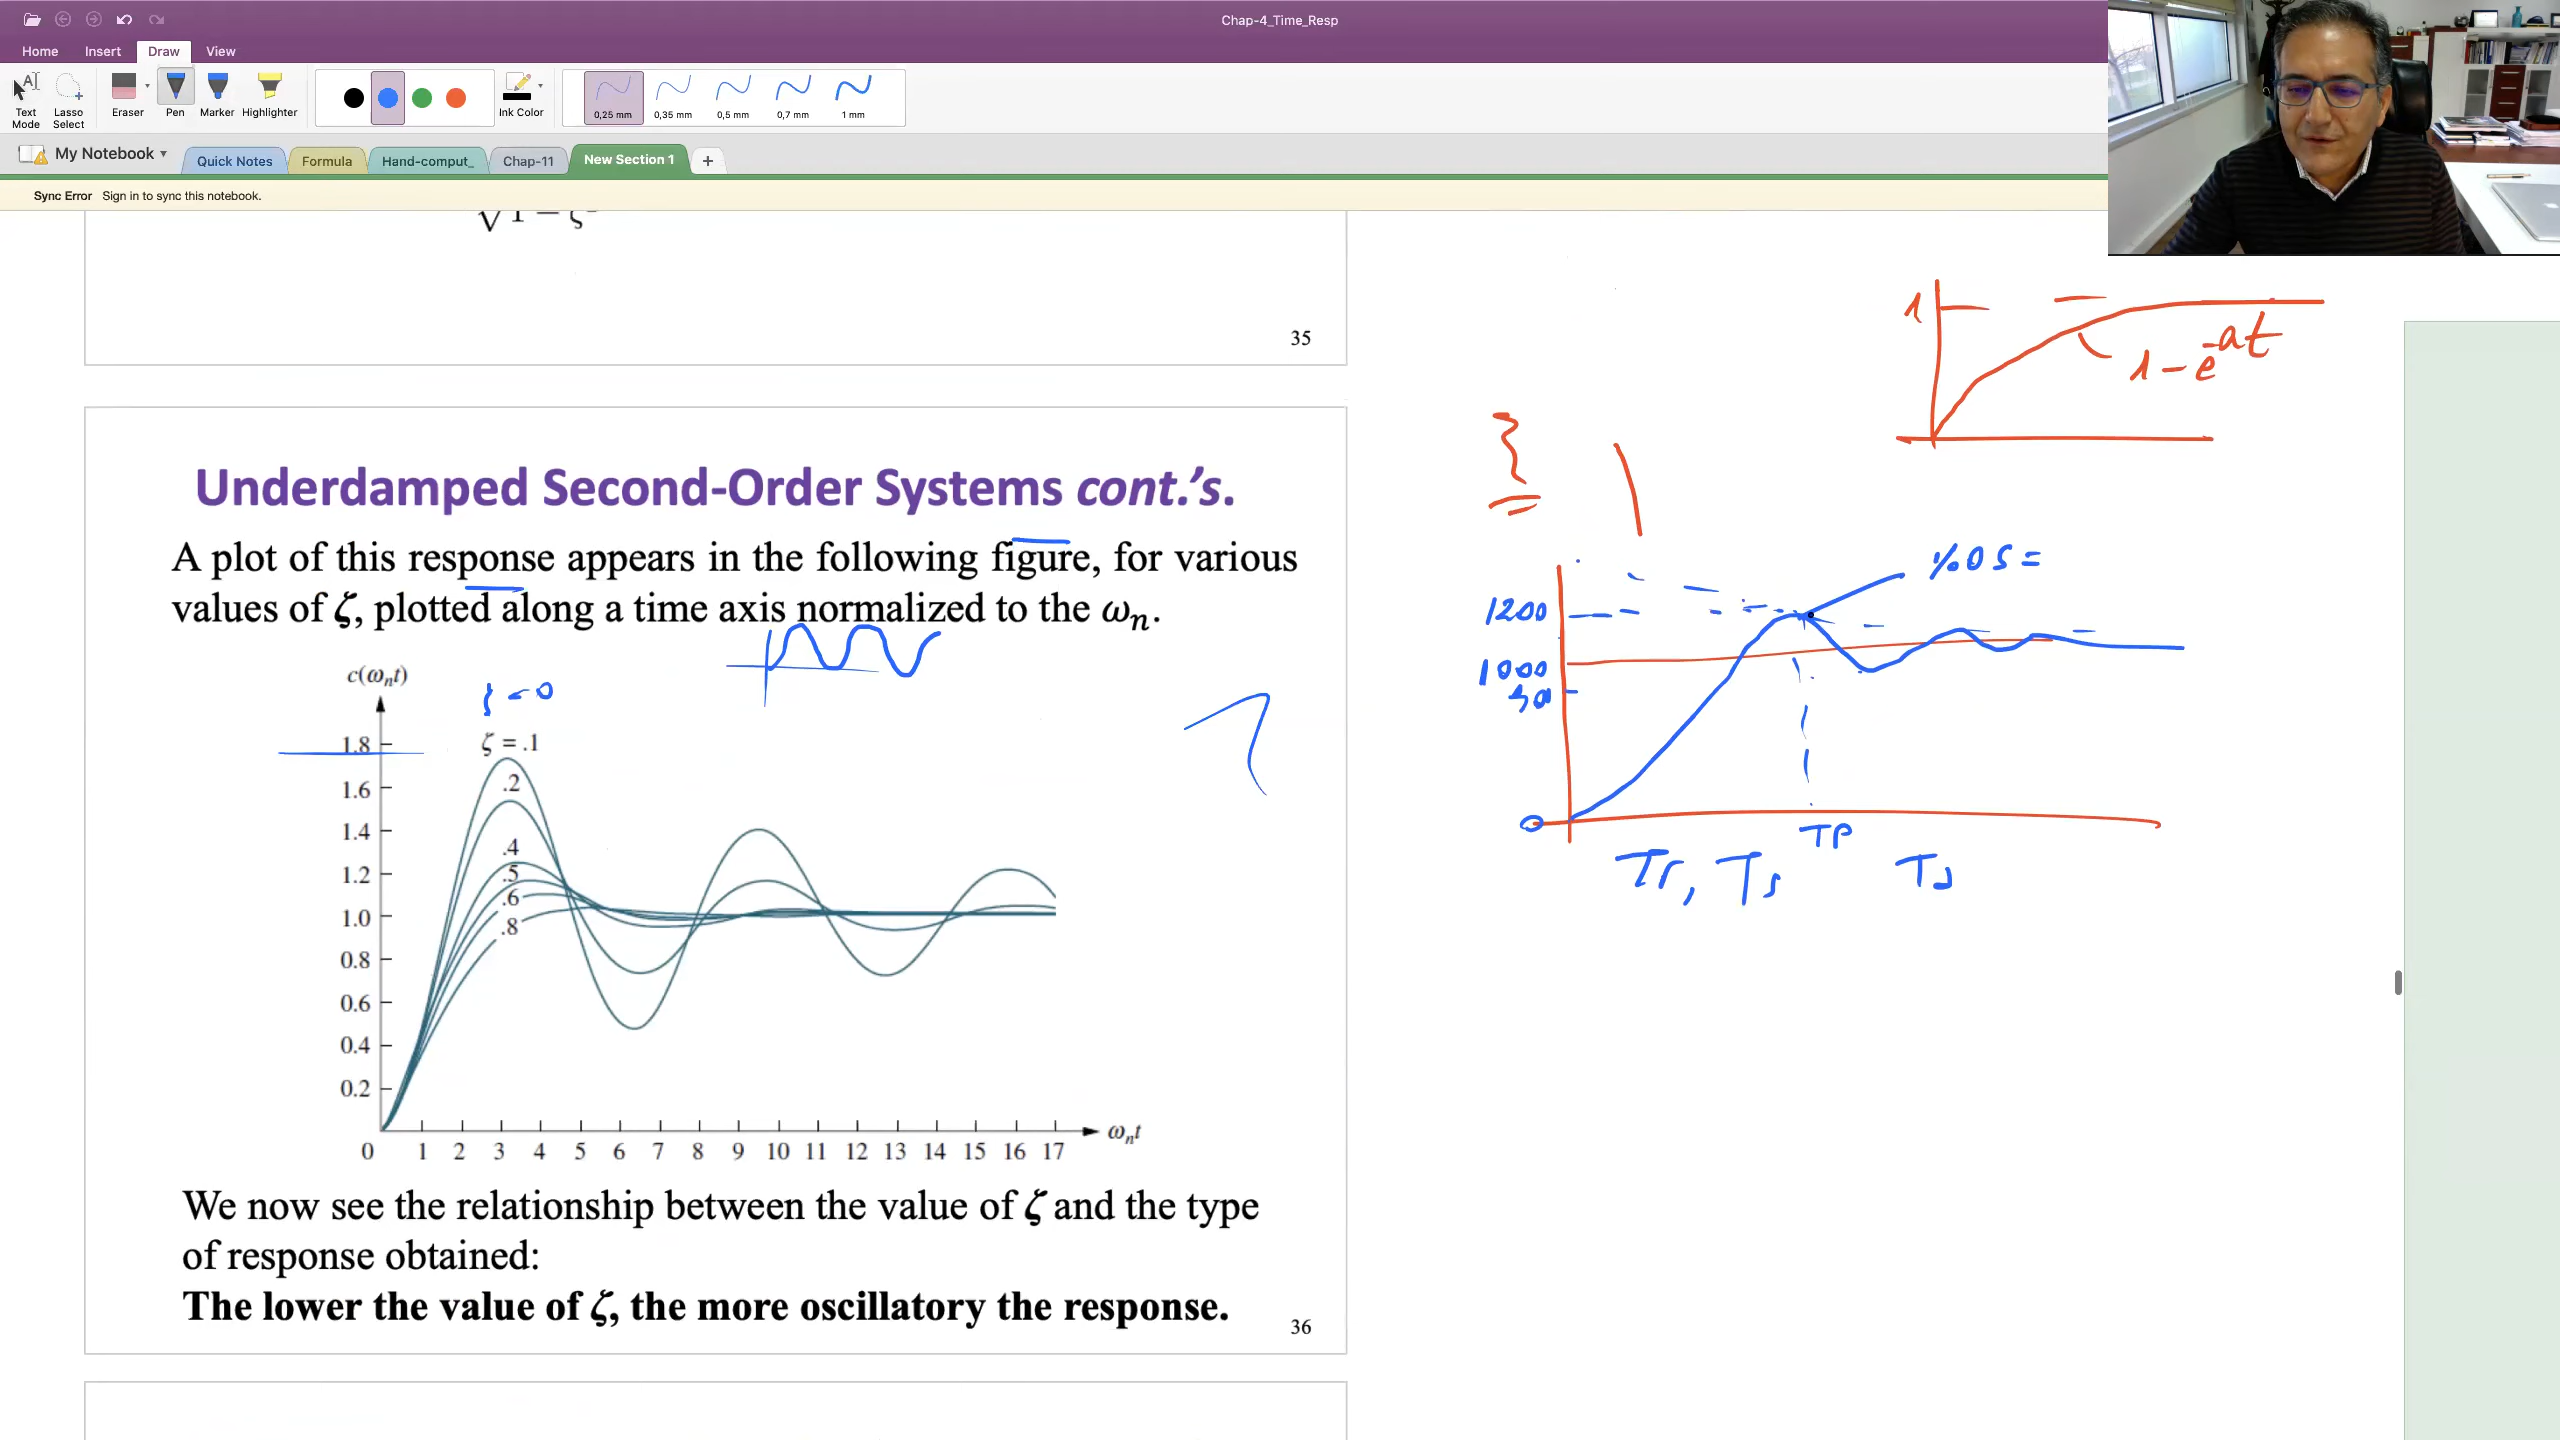 Chap-4_Time_Resp
Home Insert Draw View
Text Mode
Lasso Select
Eraser
Pen
Marker
Highlighter
Ink Color
0,25 mm 0,35 mm 0,5 mm 0,7 mm 1 mm
My Notebook
Quick Notes Formula Hand-comput_ Chap-11 New Section 1 +
Sync Error Sign in to sync this notebook.
35
Underdamped Second-Order Systems cont.'s.
A plot of this response appears in the following figure, for various
values of ζ, plotted along a time axis normalized to the ωn.
c(ωnt)
ζ = .1
.2
.4
.5
.6
.8
1.8
1.6
1.4
1.2
1.0
0.8
0.6
0.4
0.2
0 1 2 3 4 5 6 7 8 9 10 11 12 13 14 15 16 17
ωnt
We now see the relationship between the value of ζ and the type
of response obtained:
The lower the value of ζ, the more oscillatory the response.
36
1
1 - e^-at
%OS =
1200
1000
0
TP
Tr, Ts